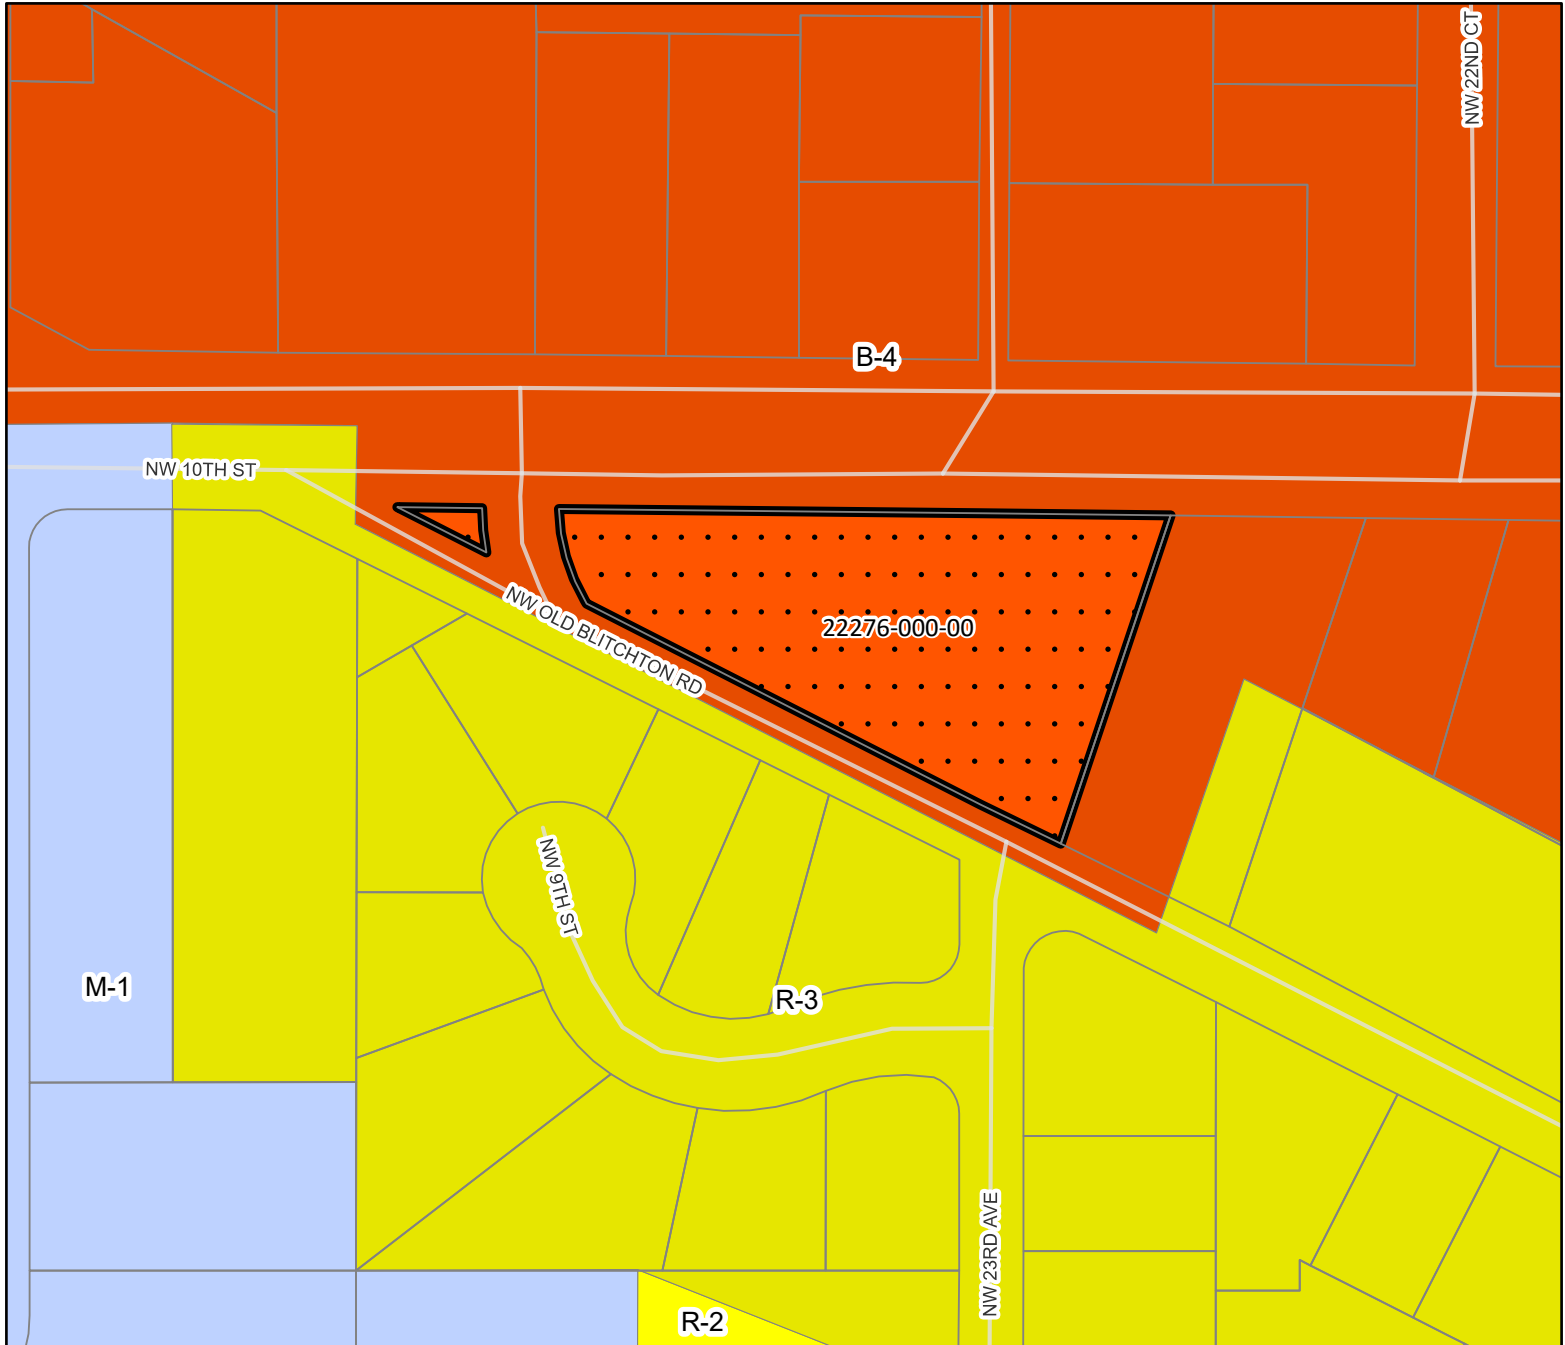 NW 22ND CT
B-4
NW 10TH ST
NW OLD BLITCHTON RD
22276-000-00
NW 9TH ST
M-1
R-3
NW 23RD AVE
R-2